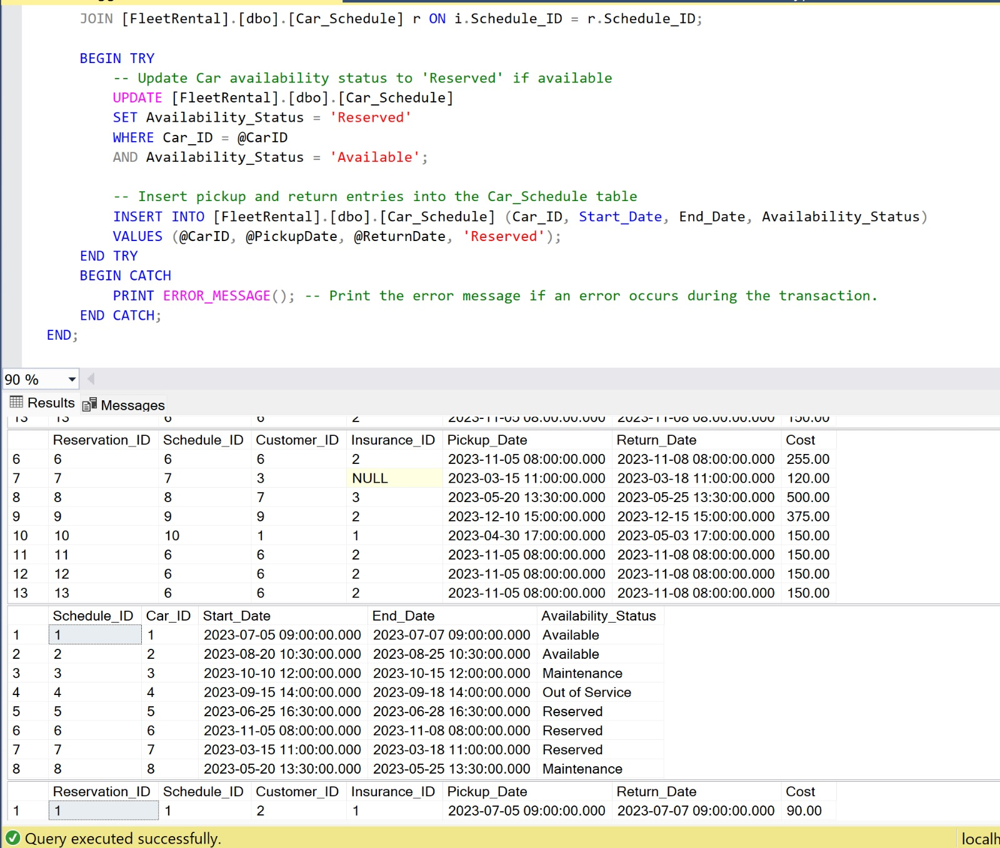 JOIN [FleetRental].[dbo].[Car_Schedule] r ON i.Schedule_ID = r.Schedule_ID;
BEGIN TRY
-- Update Car availability status to 'Reserved' if available
UPDATE [FleetRental].[dbo].[Car_Schedule]
SET Availability_Status = 'Reserved'
WHERE Car_ID = @CarID
AND Availability_Status = 'Available';
-- Insert pickup and return entries into the Car_Schedule table
INSERT INTO [FleetRental].[dbo].[Car_Schedule] (Car_ID, Start_Date, End_Date, Availability_Status)
VALUES (@CarID, @PickupDate, @ReturnDate, 'Reserved');
END TRY
BEGIN CATCH
PRINT ERROR_MESSAGE(); -- Print the error message if an error occurs during the transaction.
END CATCH;
END;
90 %
Results Messages
13 13 6 6 2 2023-11-05 08:00:00.000 2023-11-08 08:00:00.000 150.00
Reservation_ID Schedule_ID Customer_ID Insurance_ID Pickup_Date Return_Date Cost
6 6 6 6 2 2023-11-05 08:00:00.000 2023-11-08 08:00:00.000 255.00
7 7 7 3 NULL 2023-03-15 11:00:00.000 2023-03-18 11:00:00.000 120.00
8 8 8 7 3 2023-05-20 13:30:00.000 2023-05-25 13:30:00.000 500.00
9 9 9 9 2 2023-12-10 15:00:00.000 2023-12-15 15:00:00.000 375.00
10 10 10 1 1 2023-04-30 17:00:00.000 2023-05-03 17:00:00.000 150.00
11 11 6 6 2 2023-11-05 08:00:00.000 2023-11-08 08:00:00.000 150.00
12 12 6 6 2 2023-11-05 08:00:00.000 2023-11-08 08:00:00.000 150.00
13 13 6 6 2 2023-11-05 08:00:00.000 2023-11-08 08:00:00.000 150.00
Schedule_ID Car_ID Start_Date End_Date Availability_Status
1 1 1 2023-07-05 09:00:00.000 2023-07-07 09:00:00.000 Available
2 2 2 2023-08-20 10:30:00.000 2023-08-25 10:30:00.000 Available
3 3 3 2023-10-10 12:00:00.000 2023-10-15 12:00:00.000 Maintenance
4 4 4 2023-09-15 14:00:00.000 2023-09-18 14:00:00.000 Out of Service
5 5 5 2023-06-25 16:30:00.000 2023-06-28 16:30:00.000 Reserved
6 6 6 2023-11-05 08:00:00.000 2023-11-08 08:00:00.000 Reserved
7 7 7 2023-03-15 11:00:00.000 2023-03-18 11:00:00.000 Reserved
8 8 8 2023-05-20 13:30:00.000 2023-05-25 13:30:00.000 Maintenance
Reservation_ID Schedule_ID Customer_ID Insurance_ID Pickup_Date Return_Date Cost
1 1 1 2 1 2023-07-05 09:00:00.000 2023-07-07 09:00:00.000 90.00
Query executed successfully. localh